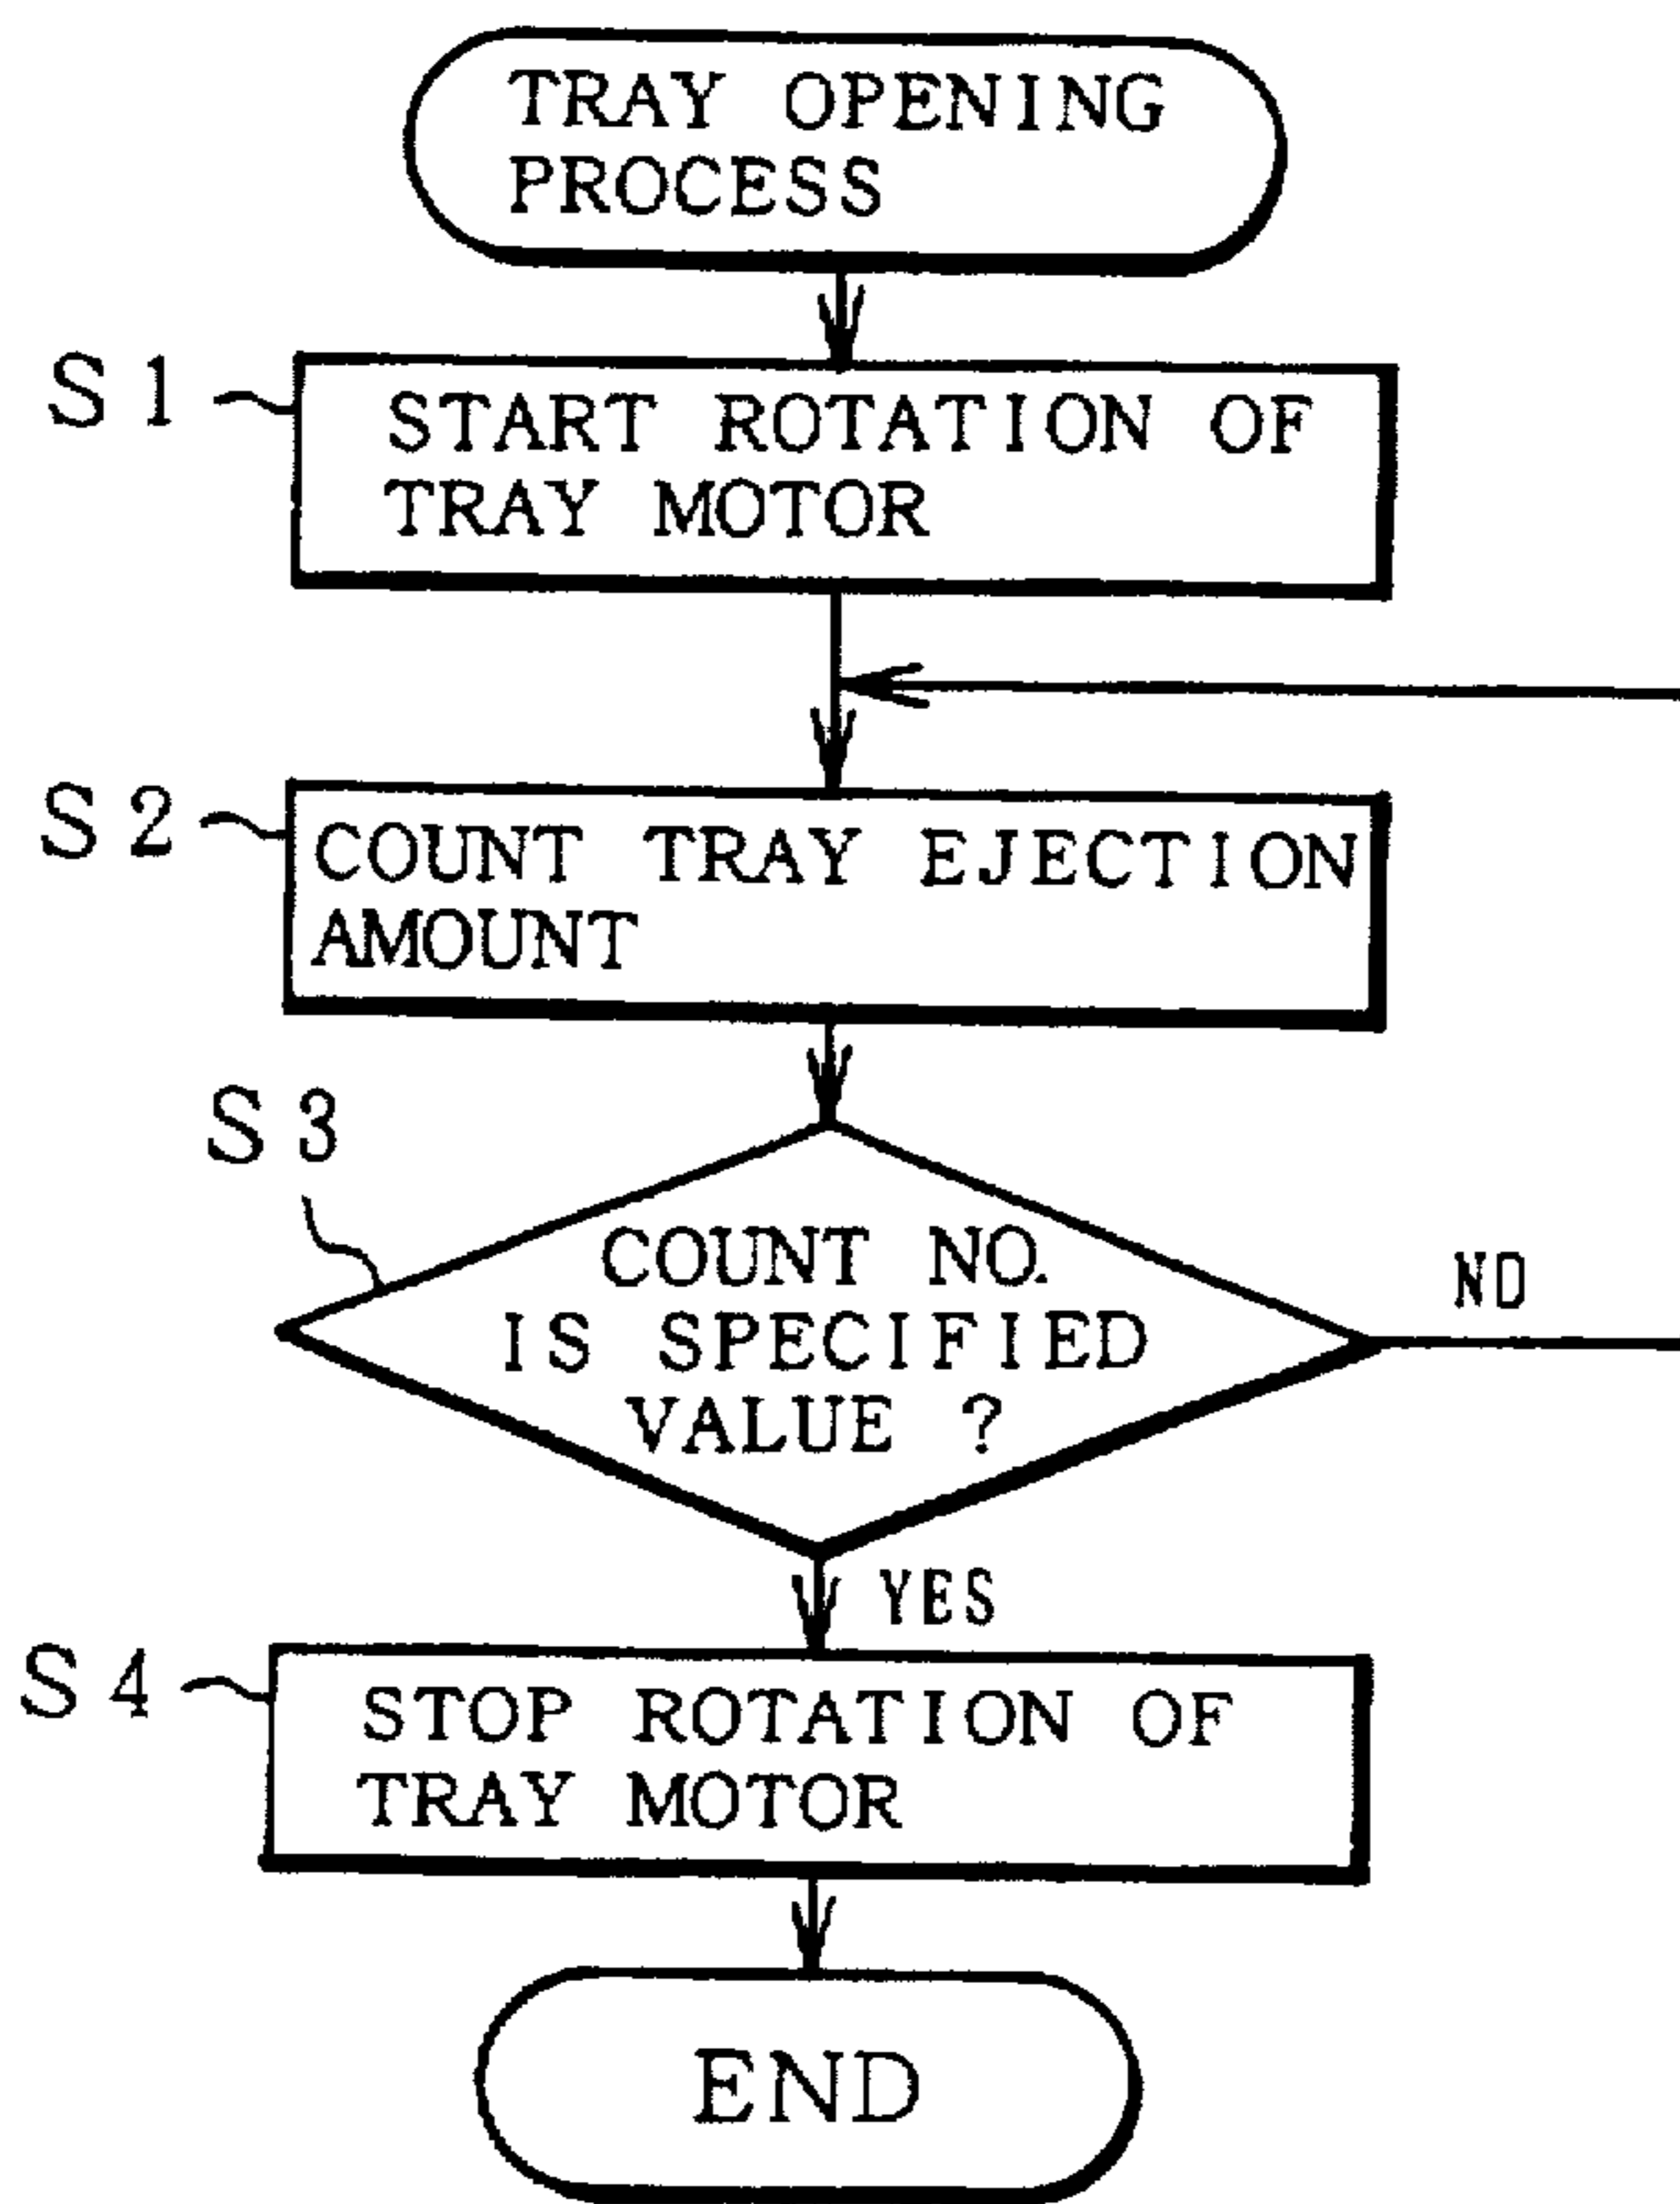 TRAY OPENING
PROCESS
S1
START ROTATION OF
TRAY MOTOR
S2
COUNT TRAY EJECTION
AMOUNT
S3
COUNT NO.
IS SPECIFIED
VALUE ?
NO
YES
S4
STOP ROTATION OF
TRAY MOTOR
END